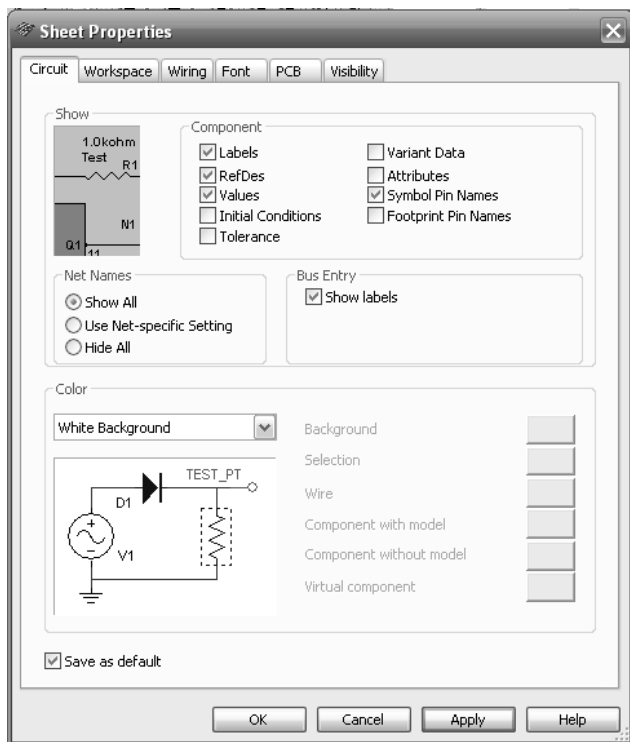 Sheet Properties
Circuit Workspace Wiring Font PCB Visibility
Show
1.0kohm
Test R1
N1
Q1 11
Component
Labels
RefDes
Values
Initial Conditions
Tolerance
Variant Data
Attributes
Symbol Pin Names
Footprint Pin Names
Net Names
Show All
Use Net-specific Setting
Hide All
Bus Entry
Show labels
Color
White Background
TEST_PT
D1
V1
Background
Selection
Wire
Component with model
Component without model
Virtual component
Save as default
OK Cancel Apply Help